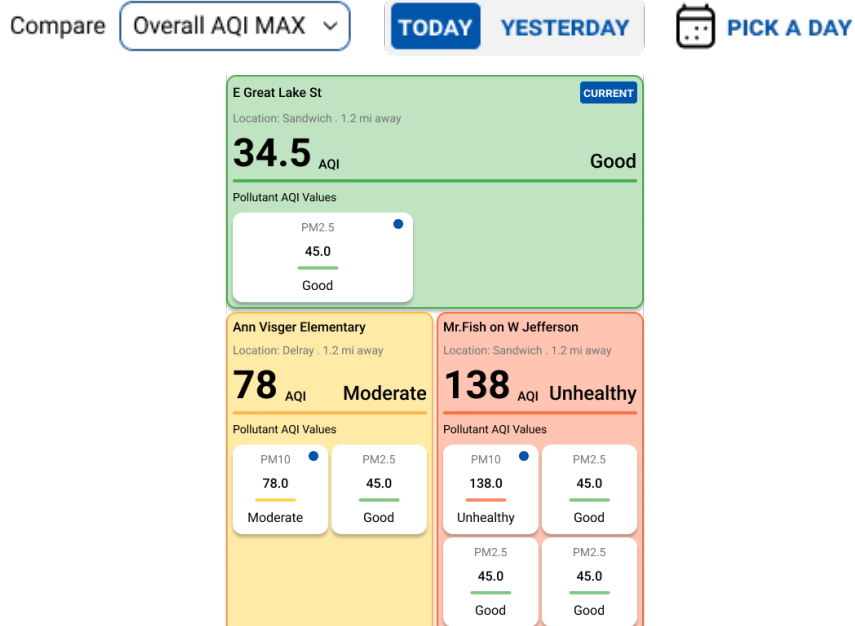 Compare Overall AQI MAX TODAY YESTERDAY PICK A DAY
E Great Lake St CURRENT
Location: Sandwich . 1.2 mi away
34.5 AQI Good
Pollutant AQI Values
PM2.5
45.0
Good
Ann Visger Elementary
Location: Delray . 1.2 mi away
78 AQI Moderate
Pollutant AQI Values
PM10
78.0
Moderate
PM2.5
45.0
Good
Mr.Fish on W Jefferson
Location: Sandwich . 1.2 mi away
138 AQI Unhealthy
Pollutant AQI Values
PM10
138.0
Unhealthy
PM2.5
45.0
Good
PM2.5
45.0
Good
PM2.5
45.0
Good